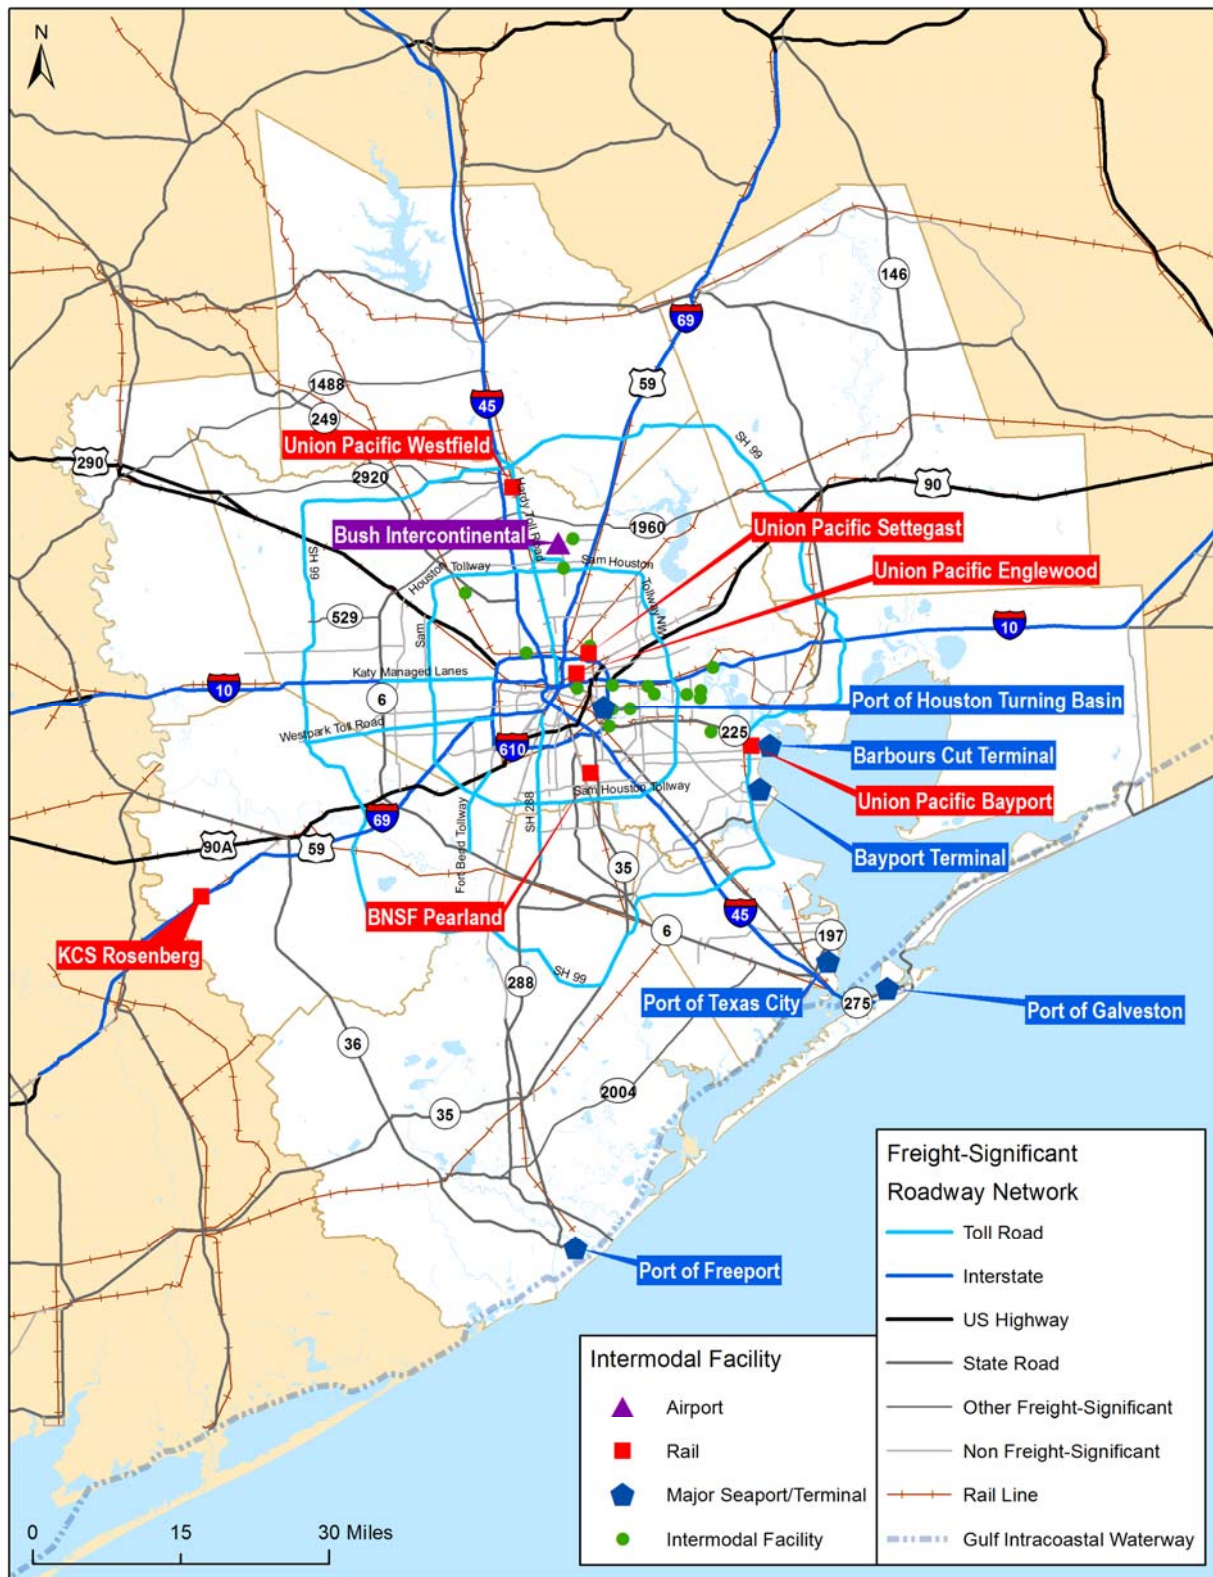 N
146
69
59
1488
45
249
Union Pacific Westfield
SH 99
290
2920
90
Hardy Toll Road
Union Pacific Settegast
Bush Intercontinental
1960
Sam Houston
Union Pacific Englewood
SH 99
Houston Tollway
Tollway NW
529
Sam
10
Katy Managed Lanes
10
6
Port of Houston Turning Basin
Westpark Toll Road
225
610
Barbours Cut Terminal
Sam Houston Tollway
Union Pacific Bayport
69
SH 288
90A
59
Fort Bend Tollway
Bayport Terminal
35
BNSF Pearland
45
KCS Rosenberg
6
197
SH 99
288
Port of Texas City
275
Port of Galveston
36
2004
35
Port of Freeport
Freight-Significant
Roadway Network
Toll Road
Interstate
US Highway
State Road
Other Freight-Significant
Non Freight-Significant
Rail Line
Gulf Intracoastal Waterway
Intermodal Facility
Airport
Rail
Major Seaport/Terminal
Intermodal Facility
0 15 30 Miles